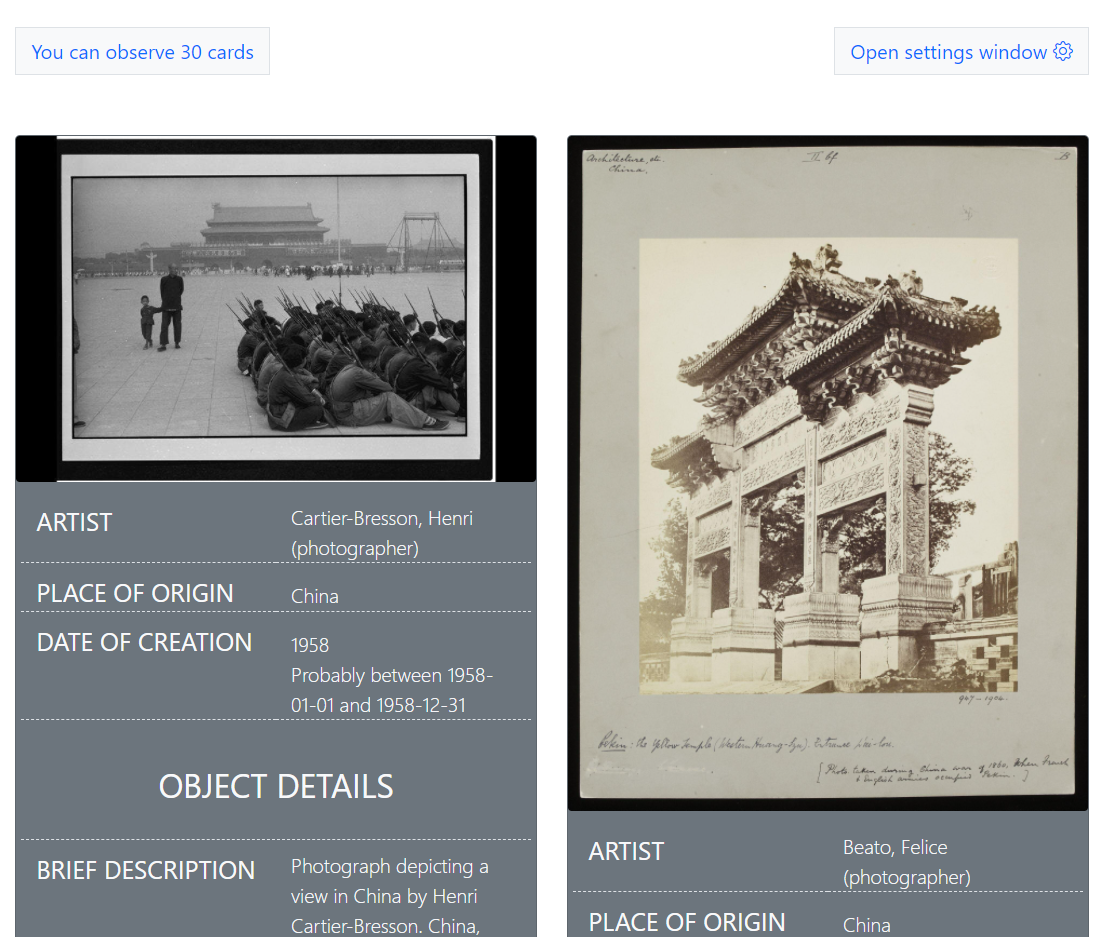 You can observe 30 cards
Open settings window
ARTIST
Cartier-Bresson, Henri
(photographer)
PLACE OF ORIGIN
China
DATE OF CREATION
1958
Probably between 1958-
01-01 and 1958-12-31
OBJECT DETAILS
BRIEF DESCRIPTION
Photograph depicting a
view in China by Henri
Cartier-Bresson. China,
Architecture, etc.
China.
B
947-1904.
Pekin: the Yellow Temple (Western Huang-
Entrance Pai-lou.
[Photo. taken during China war of 1860. When French
& English armies occupied Pekin. ]
ARTIST
Beato, Felice
(photographer)
PLACE OF ORIGIN
China